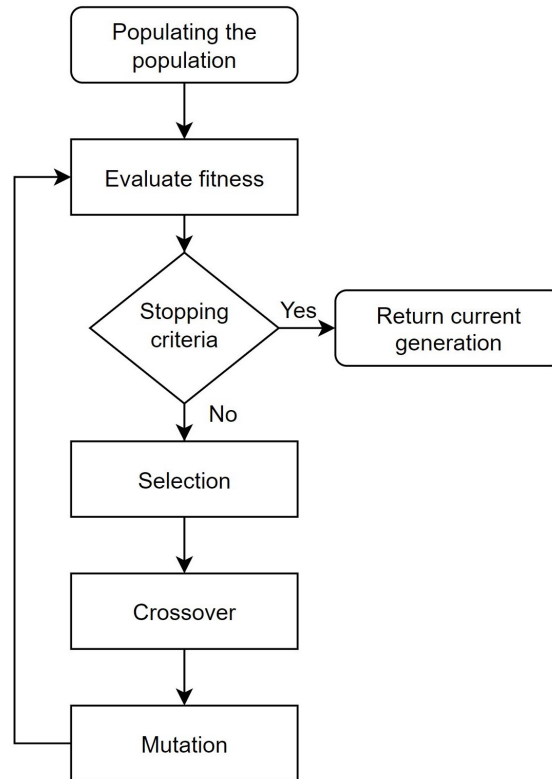 Populating the
population
Evaluate fitness
Stopping
criteria
Yes
Return current
generation
No
Selection
Crossover
Mutation